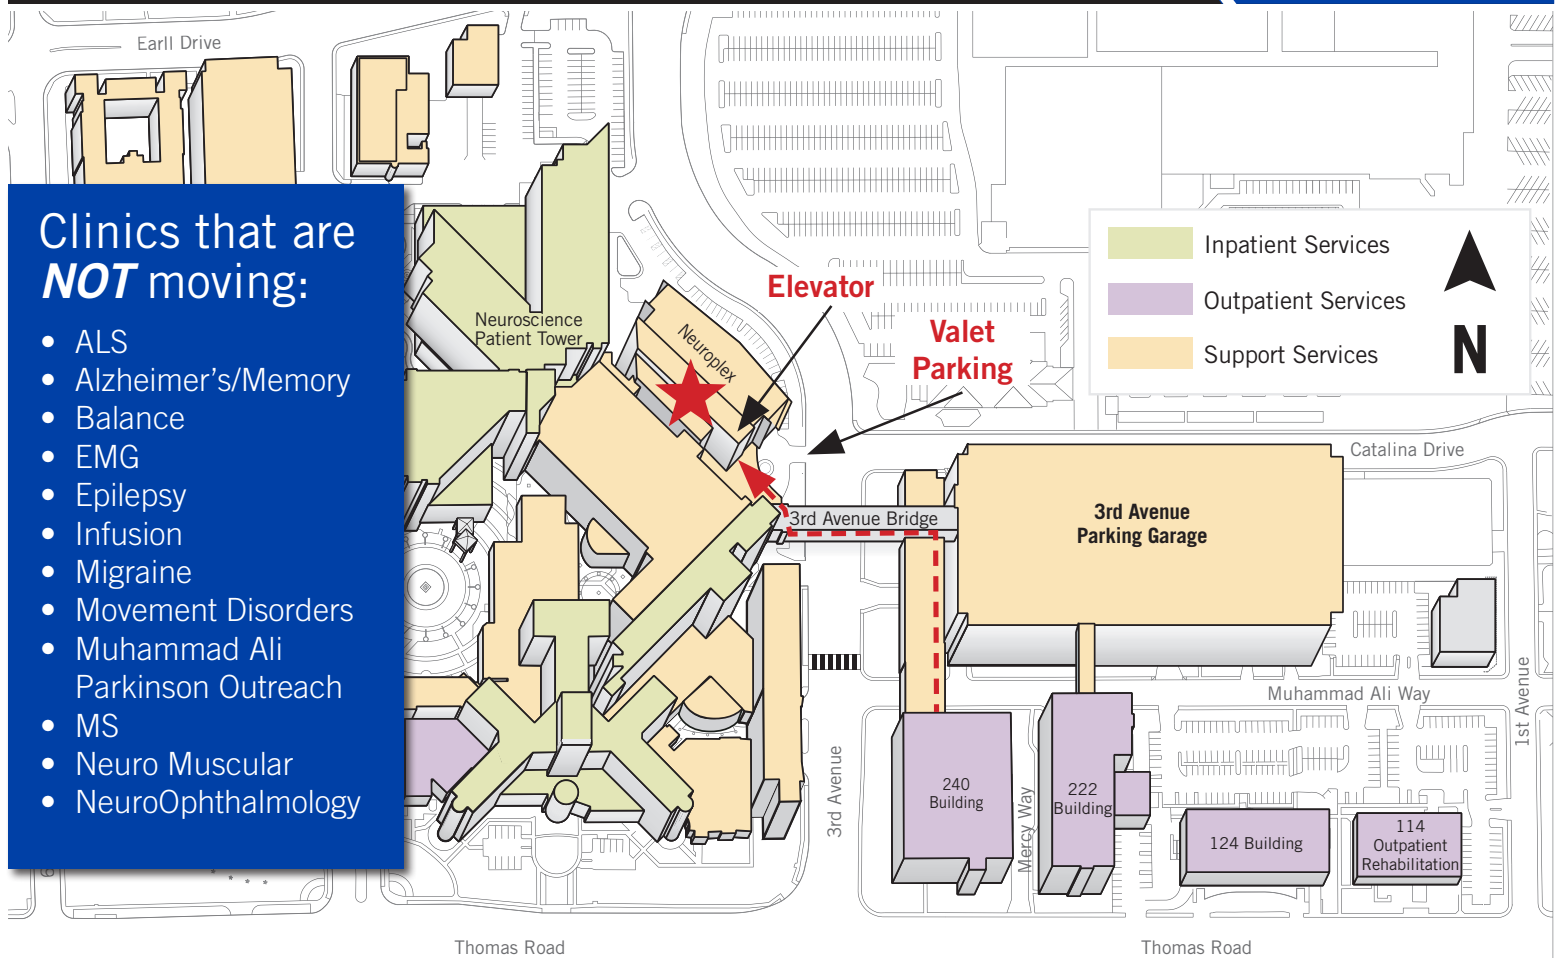 Earll Drive
Clinics that are
NOT moving:
• ALS
• Alzheimer's/Memory
• Balance
• EMG
• Epilepsy
• Infusion
• Migraine
• Movement Disorders
• Muhammad Ali
Parkinson Outreach
• MS
• Neuro Muscular
• NeuroOphthalmology
Neuroscience
Patient Tower
Neuroplex
Elevator
Valet
Parking
Inpatient Services
Outpatient Services
Support Services
N
Catalina Drive
3rd Avenue Bridge
3rd Avenue
Parking Garage
Muhammad Ali Way
1st Avenue
3rd Avenue
Mercy Way
240
Building
222
Building
124 Building
114
Outpatient
Rehabilitation
Thomas Road
Thomas Road